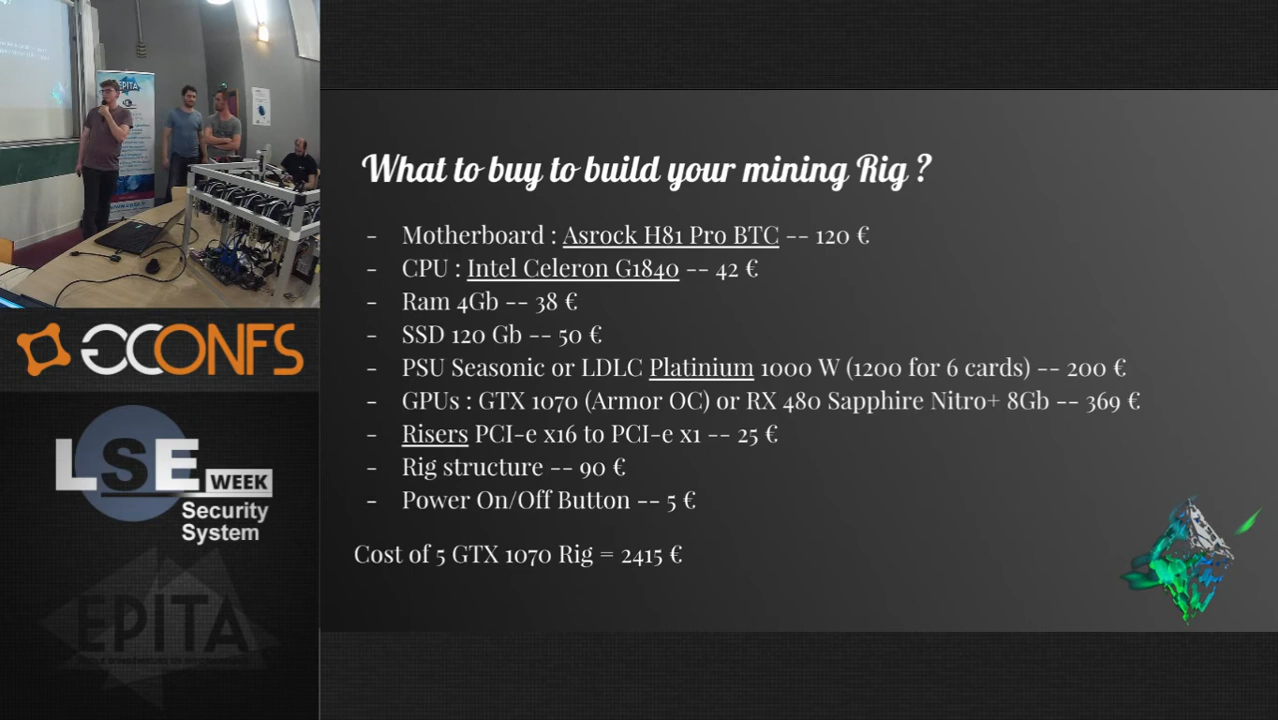 EPITA
What to buy to build your mining Rig ?
- Motherboard : Asrock H81 Pro BTC -- 120 €
- CPU : Intel Celeron G1840 -- 42 €
- Ram 4Gb -- 38 €
- SSD 120 Gb -- 50 €
- PSU Seasonic or LDLC Platinium 1000 W (1200 for 6 cards) -- 200 €
- GPUs : GTX 1070 (Armor OC) or RX 480 Sapphire Nitro+ 8Gb -- 369 €
- Risers PCI-e x16 to PCI-e x1 -- 25 €
- Rig structure -- 90 €
- Power On/Off Button -- 5 €
Cost of 5 GTX 1070 Rig = 2415 €
GCONFS
LSE WEEK
Security
System
EPITA